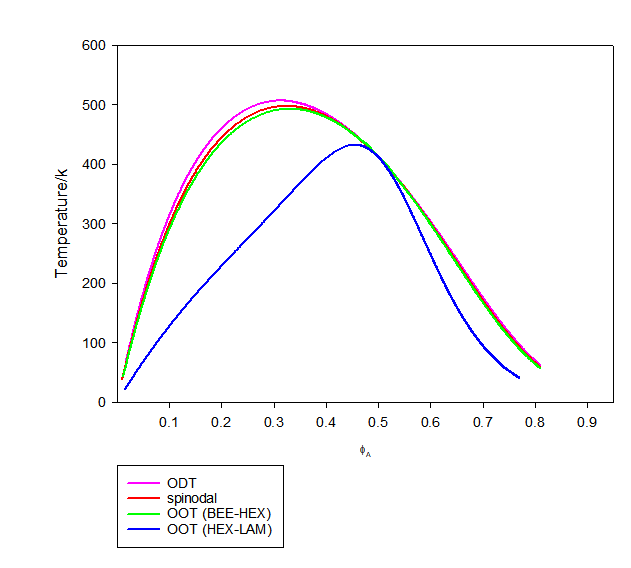 600
500
400
300
200
100
0
Temperature/k
0.1 0.2 0.3 0.4 0.5 0.6 0.7 0.8 0.9
ϕA
ODT
spinodal
OOT (BEE-HEX)
OOT (HEX-LAM)